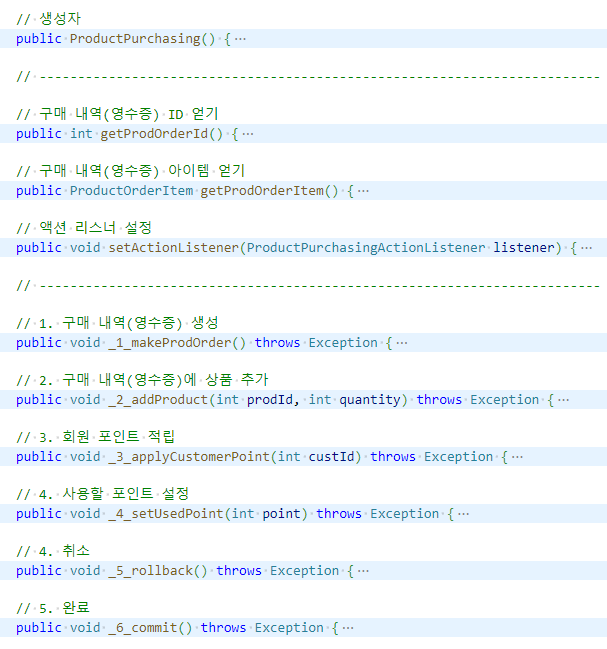 // 생성자
public ProductPurchasing() { ···
// ------------------------------------------------------------------------
// 구매 내역(영수증) ID 얻기
public int getProdOrderId() { ···
// 구매 내역(영수증) 아이템 얻기
public ProductOrderItem getProdOrderItem() { ···
// 액션 리스너 설정
public void setActionListener(ProductPurchasingActionListener listener) { ···
// ------------------------------------------------------------------------
// 1. 구매 내역(영수증) 생성
public void _1_makeProdOrder() throws Exception { ···
// 2. 구매 내역(영수증)에 상품 추가
public void _2_addProduct(int prodId, int quantity) throws Exception { ···
// 3. 회원 포인트 적립
public void _3_applyCustomerPoint(int custId) throws Exception { ···
// 4. 사용할 포인트 설정
public void _4_setUsedPoint(int point) throws Exception { ···
// 4. 취소
public void _5_rollback() throws Exception { ···
// 5. 완료
public void _6_commit() throws Exception { ···